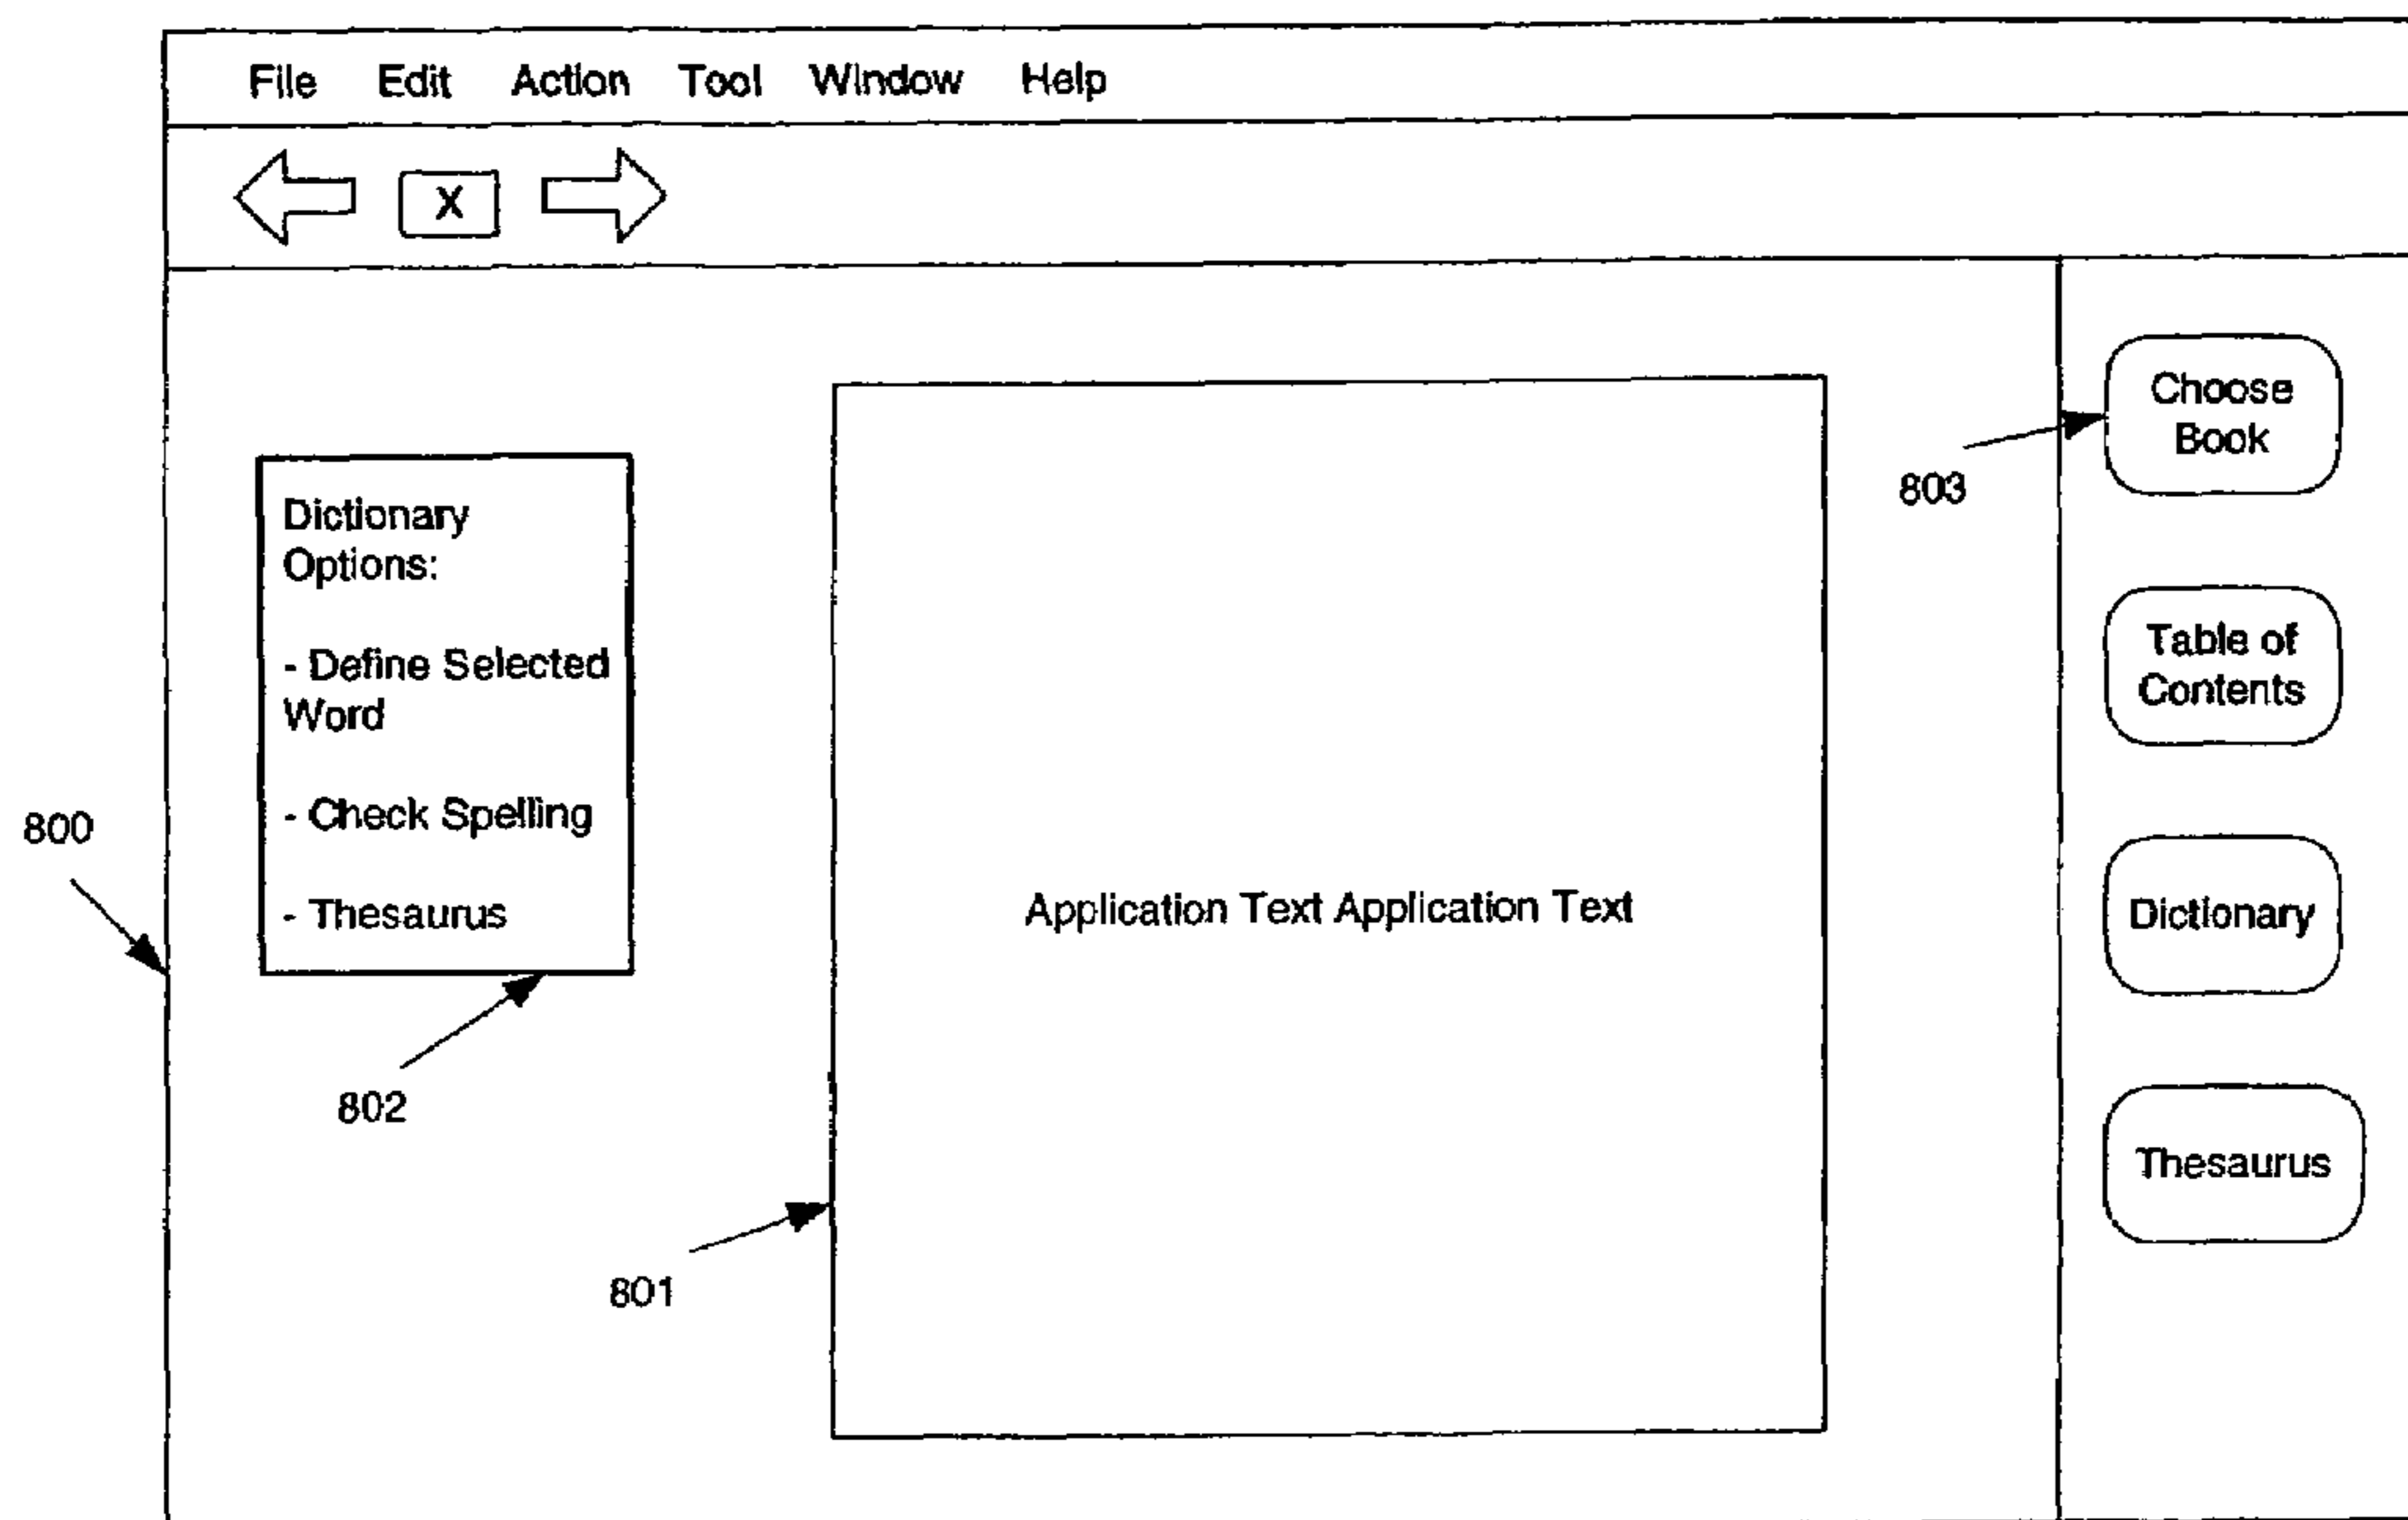 File Edit Action Tool Window Help
X
Dictionary
Options:
- Define Selected
Word
- Check Spelling
- Thesaurus
800
802
801
Application Text Application Text
803
Choose
Book
Table of
Contents
Dictionary
Thesaurus